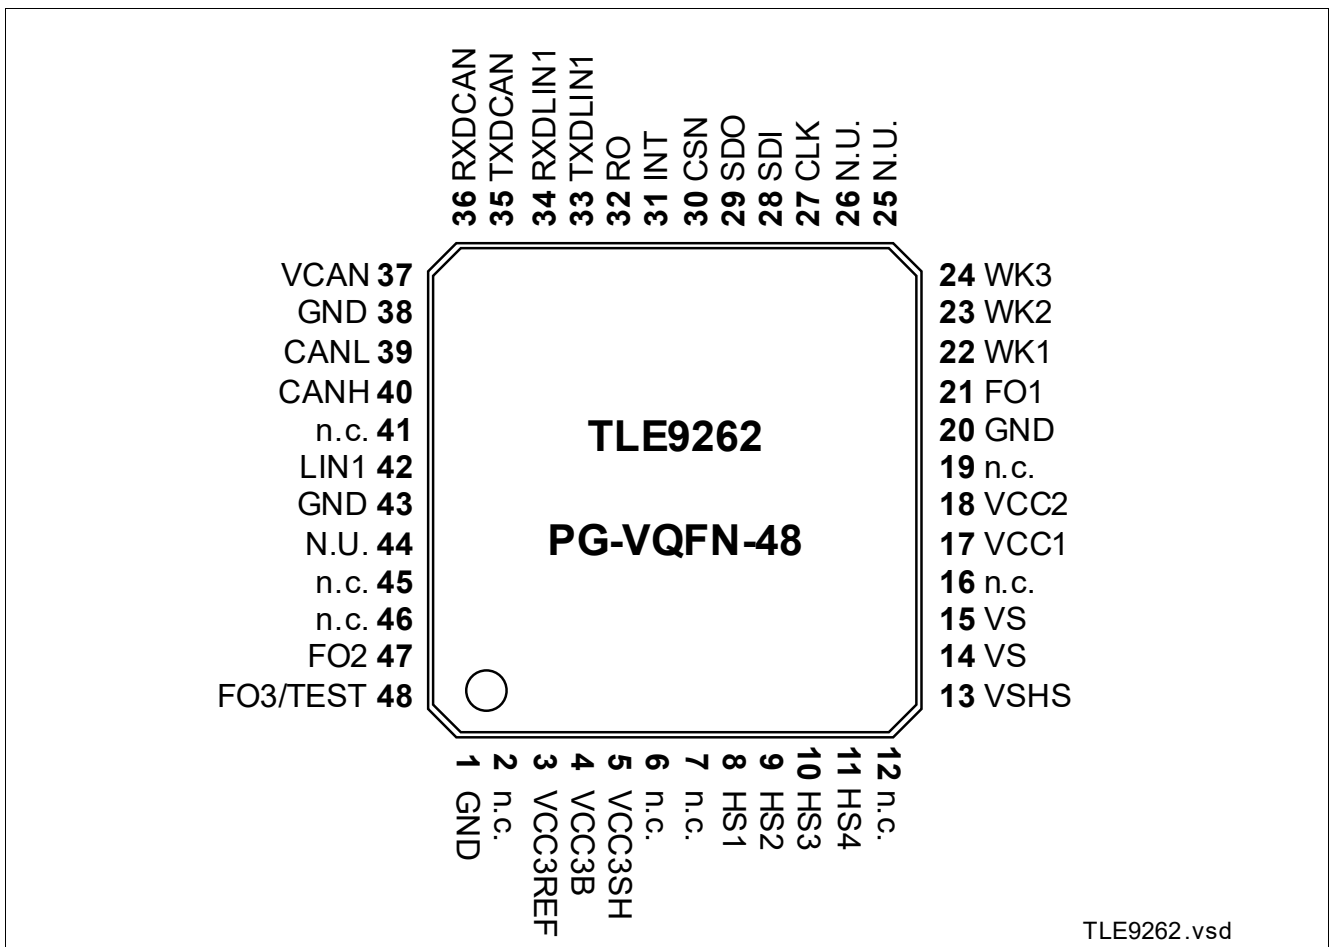 36 RXDCAN
35 TXDCAN
34 RXDLIN1
33 TXDLIN1
32 RO
31 INT
30 CSN
29 SDO
28 SDI
27 CLK
26 N.U.
25 N.U.
VCAN 37
GND 38
CANL 39
CANH 40
n.c. 41
LIN1 42
GND 43
N.U. 44
n.c. 45
n.c. 46
FO2 47
FO3/TEST 48
TLE9262
PG-VQFN-48
24 WK3
23 WK2
22 WK1
21 FO1
20 GND
19 n.c.
18 VCC2
17 VCC1
16 n.c.
15 VS
14 VS
13 VSHS
1 GND
2 n.c.
3 VCC3REF
4 VCC3B
5 VCC3SH
6 n.c.
7 n.c.
8 HS1
9 HS2
10 HS3
11 HS4
12 n.c.
TLE9262.vsd